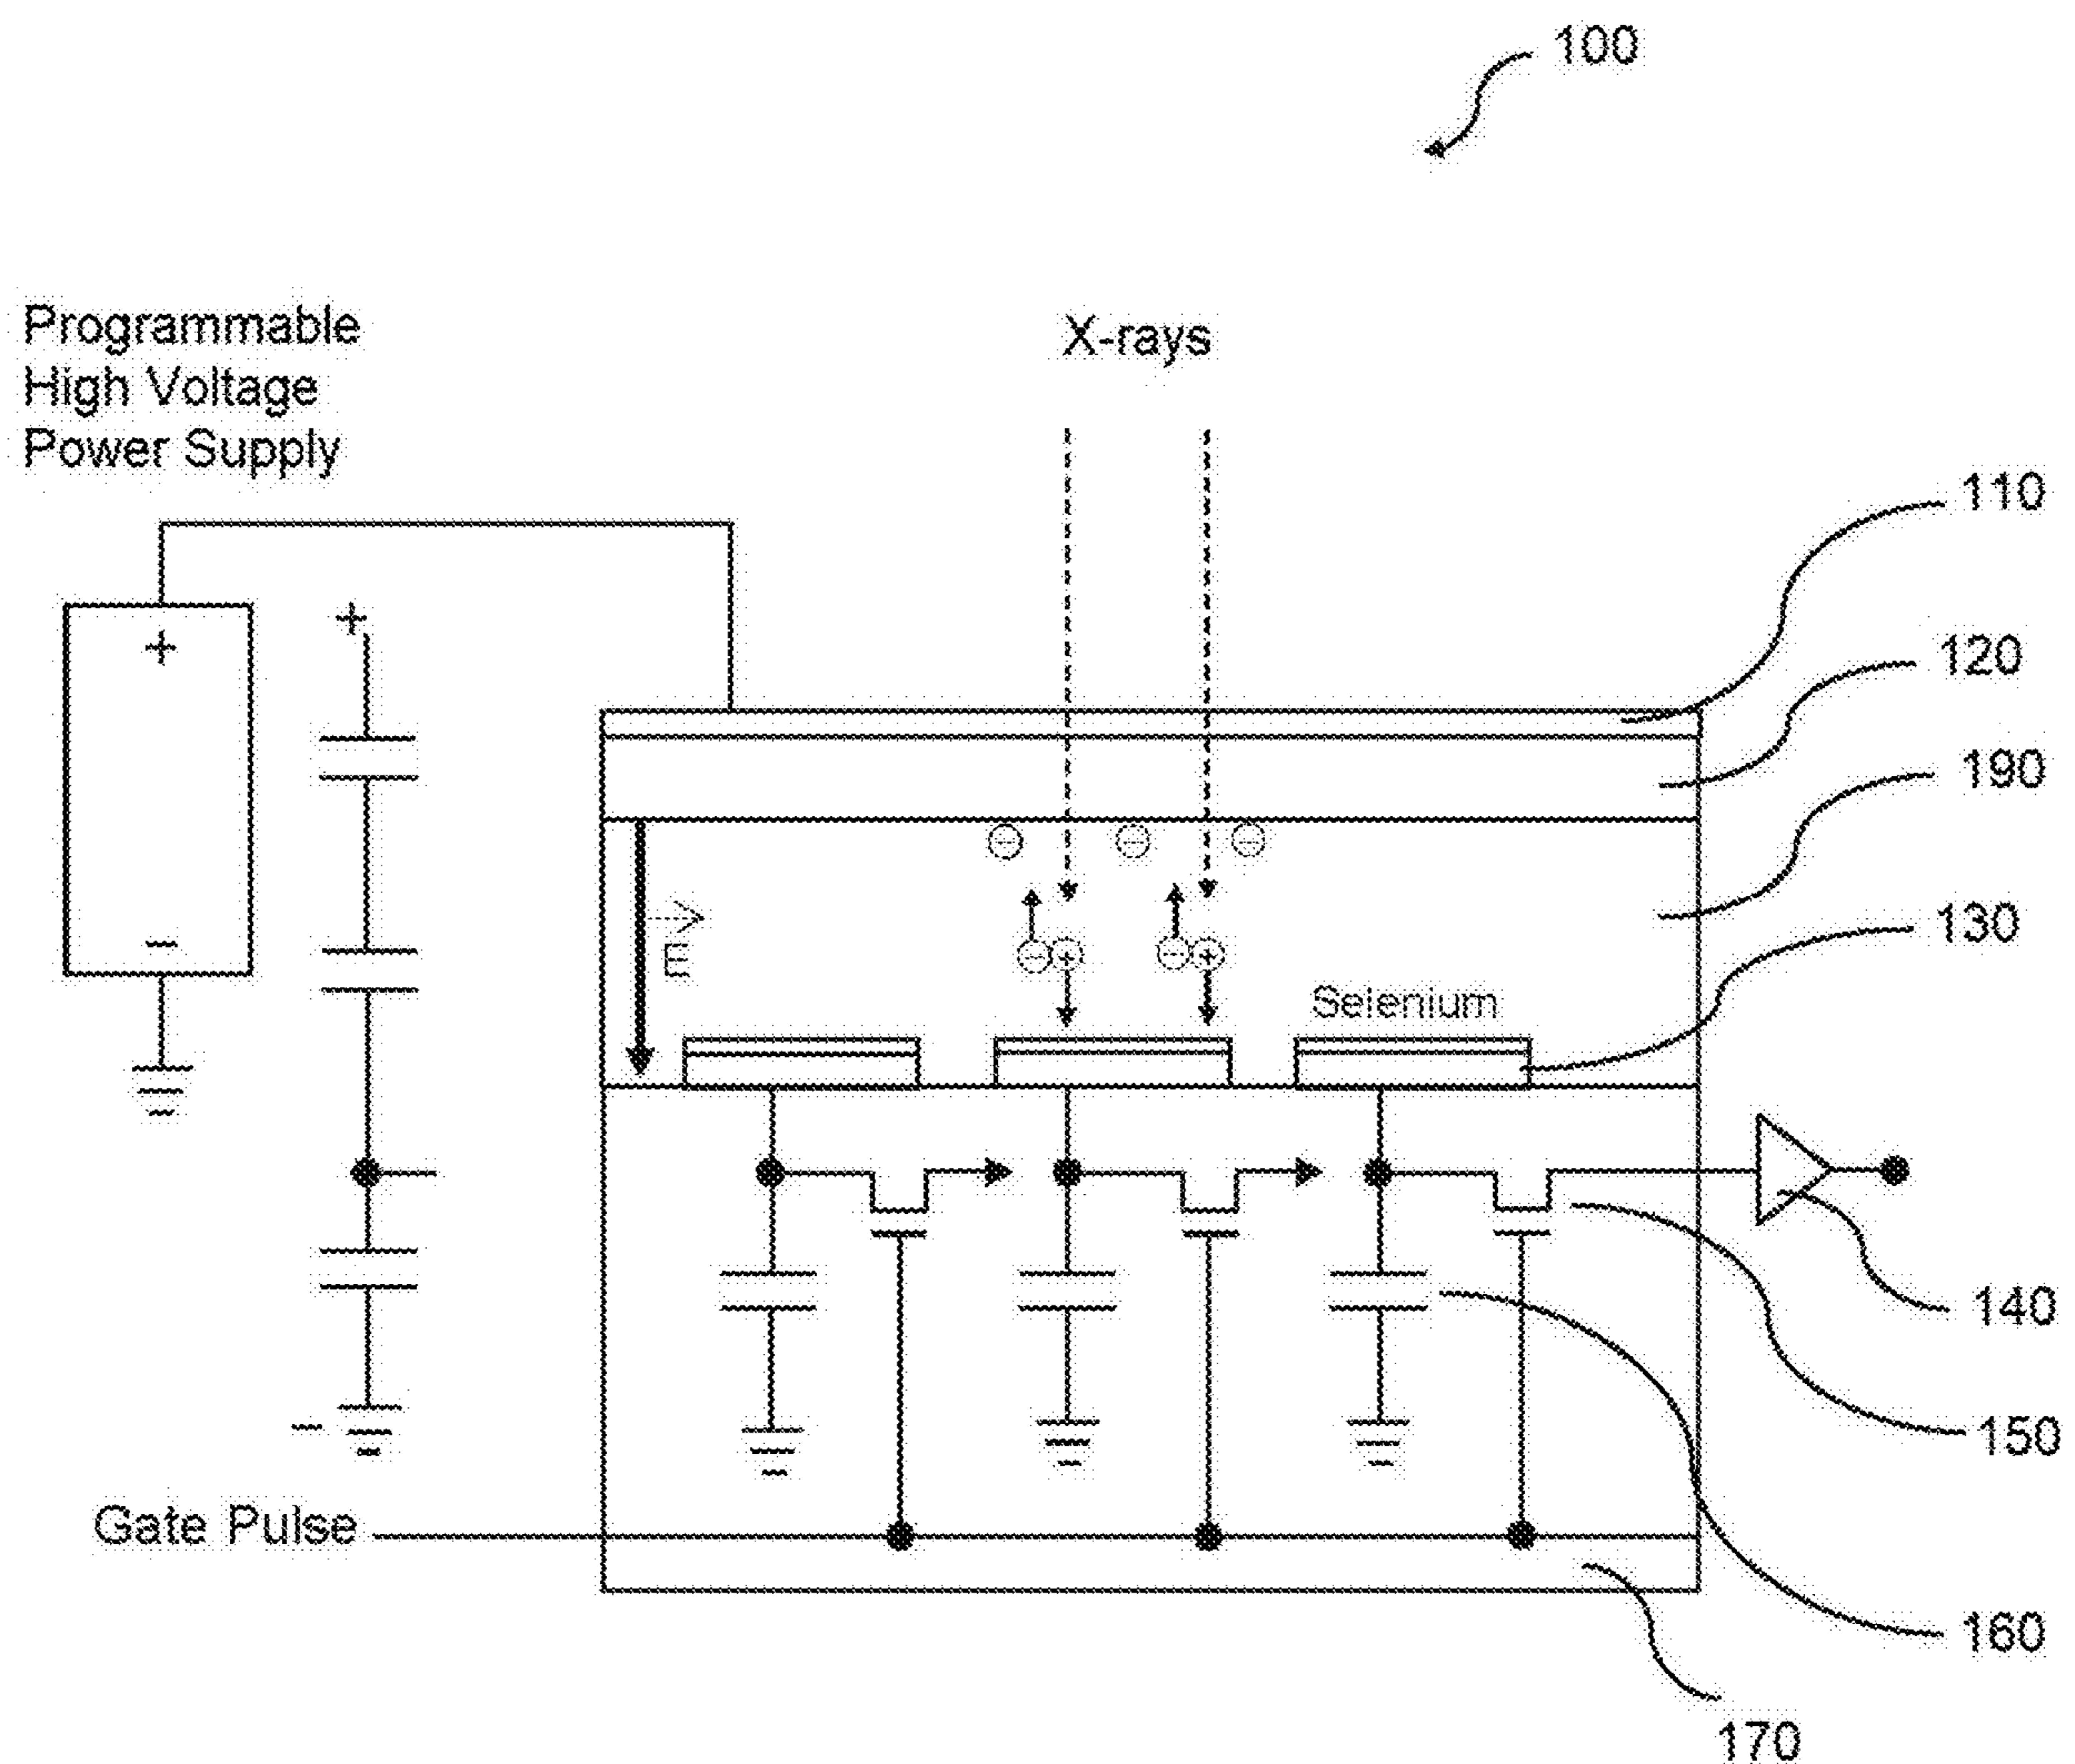 100
Programmable
High Voltage
Power Supply
X-rays
110
120
190
130
E
Selenium
140
150
Gate Pulse
160
170